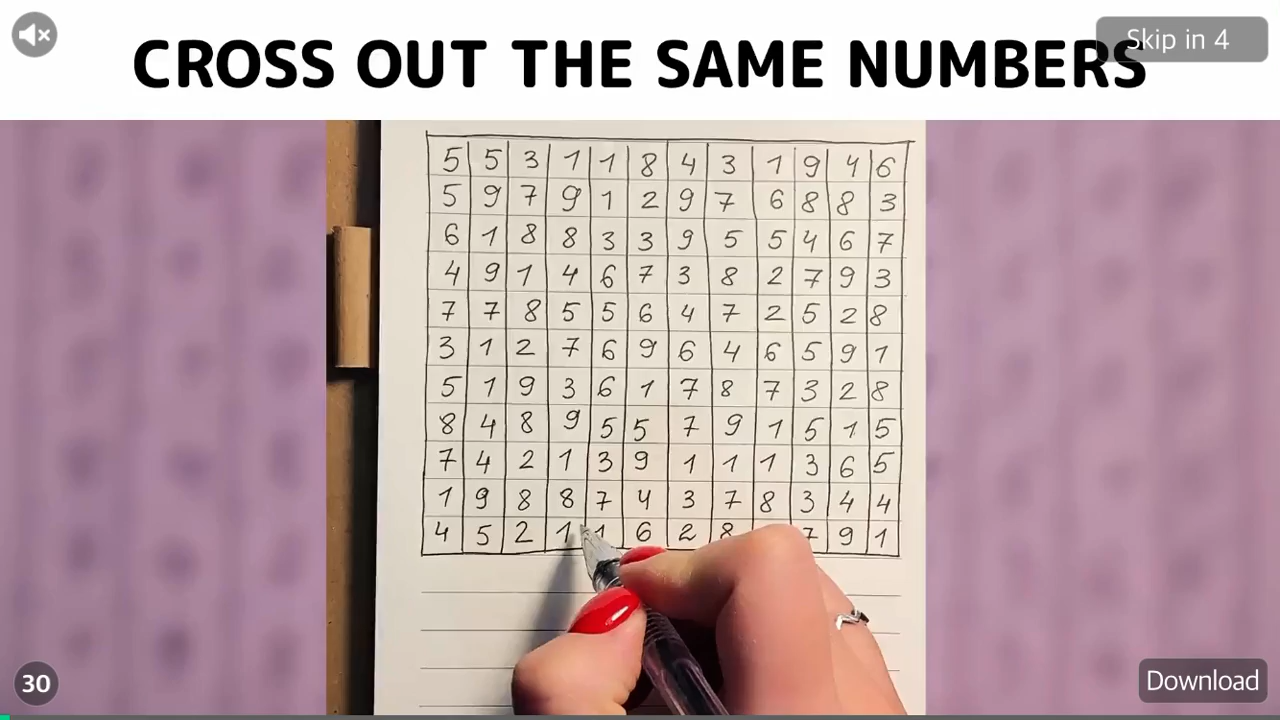 Skip in 4
CROSS OUT THE SAME NUMBERS
5 5 3 1 1 8 4 3 1 9 4 6
5 9 7 9 1 2 9 7 6 8 8 3
6 1 8 8 3 3 9 5 5 4 6 7
4 9 1 4 6 7 3 8 2 7 9 3
7 7 8 5 5 6 4 7 2 5 2 8
3 1 2 7 6 9 6 4 6 5 9 1
5 1 9 3 6 1 7 8 7 3 2 8
8 4 8 9 5 5 7 9 1 5 1 5
7 4 2 1 3 9 1 1 1 3 6 5
1 9 8 8 7 4 3 7 8 3 4 4
4 5 2 1 1 6 2 8 7 9 1
30
Download